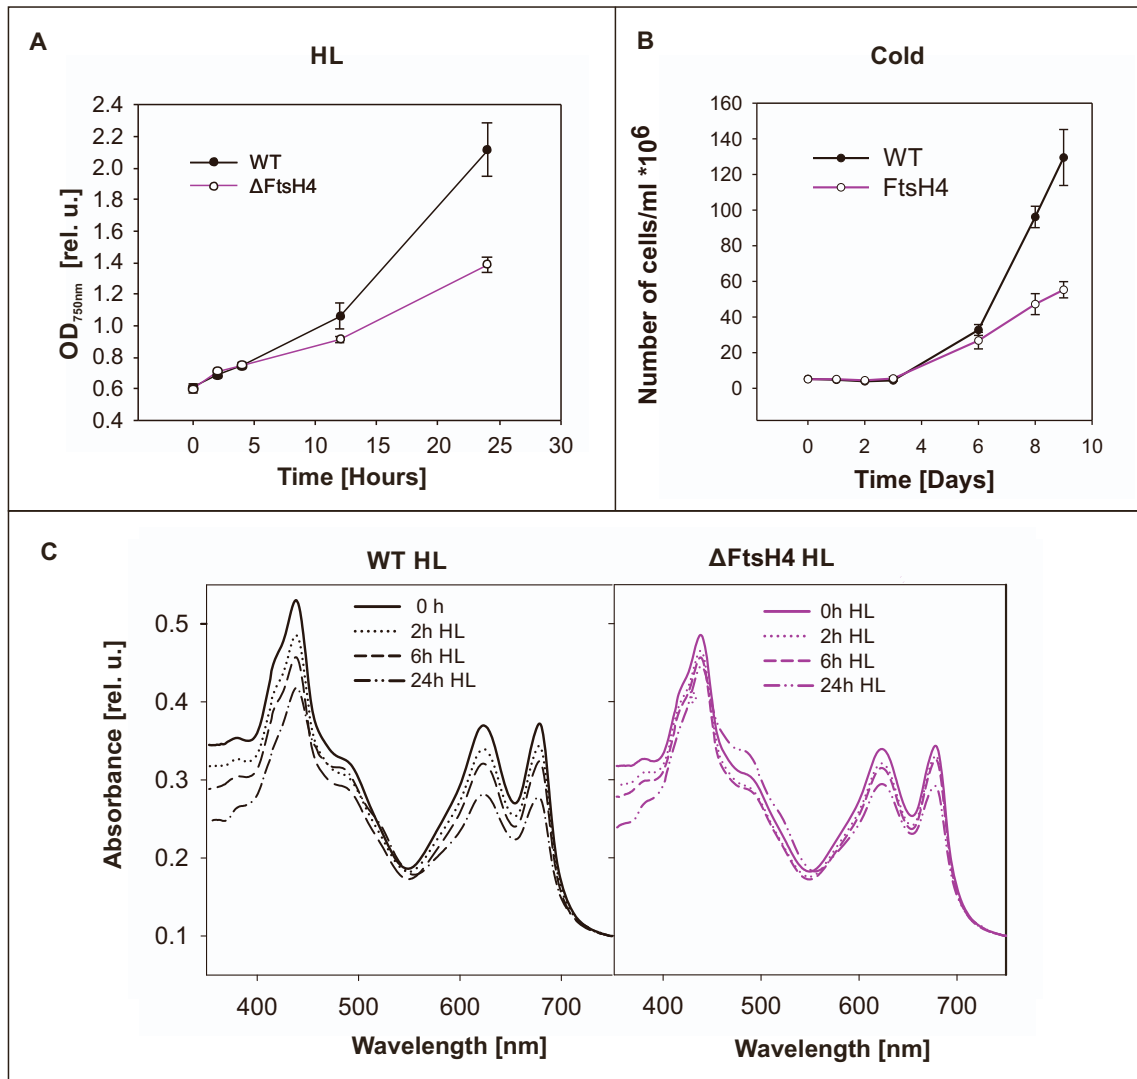 A
HL
2.4
2.2
2.0
1.8
1.6
1.4
1.2
1.0
0.8
0.6
0.4
OD750nm [rel. u.]
WT
ΔFtsH4
0 5 10 15 20 25 30
Time [Hours]
B
Cold
160
140
120
100
80
60
40
20
0
Number of cells/ml *10^6
WT
FtsH4
0 2 4 6 8 10
Time [Days]
C
WT HL
0.5
0.4
0.3
0.2
0.1
Absorbance [rel. u.]
0 h
2h HL
6h HL
24h HL
400 500 600 700
Wavelength [nm]
ΔFtsH4 HL
0h HL
2h HL
6h HL
24h HL
400 500 600 700
Wavelength [nm]